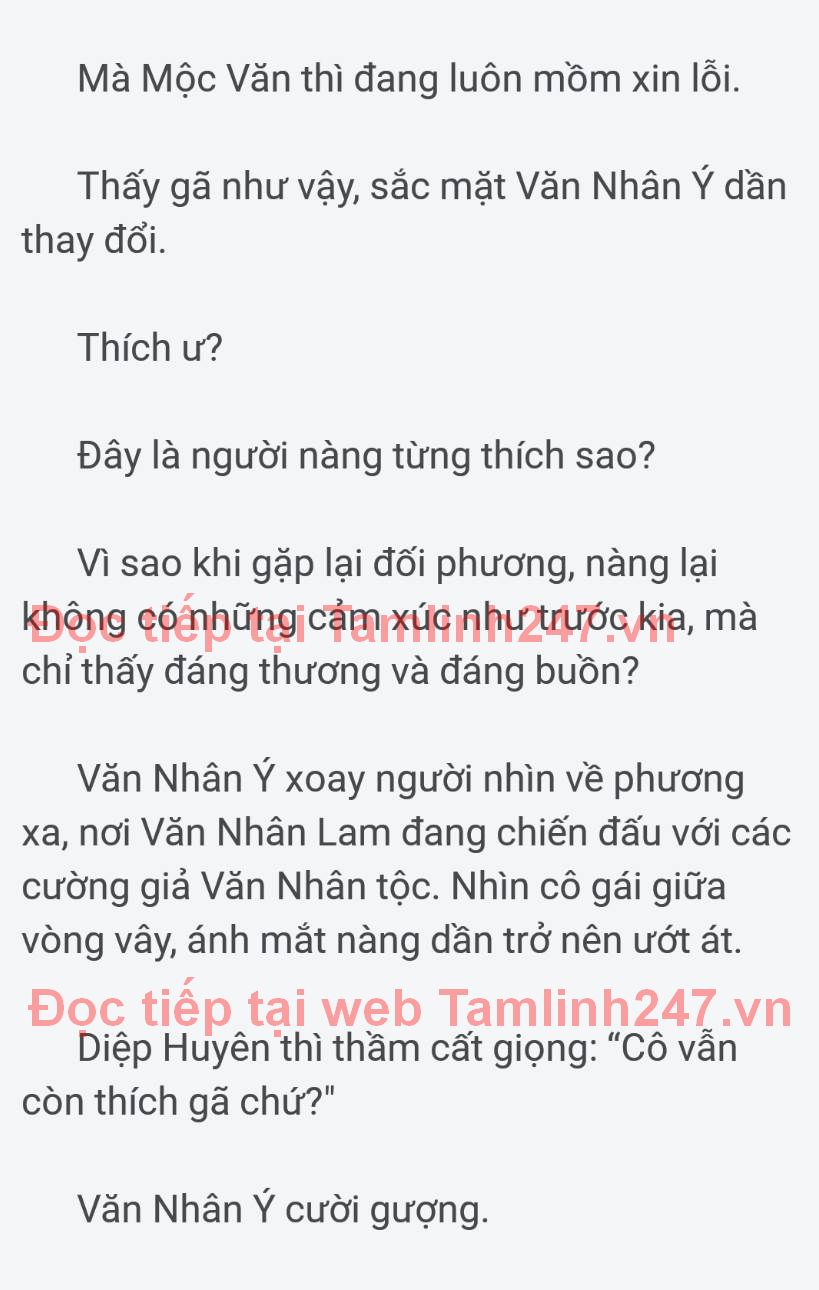 Mà Mộc Văn thì đang luôn mồm xin lỗi.
Thấy gã như vậy, sắc mặt Văn Nhân Ý dần
thay đổi.
Thích ư?
Đây là người nàng từng thích sao?
Vì sao khi gặp lại đối phương, nàng lại
không có những cảm xúc như trước kia, mà
Đọc tiếp tại Tamlinh247.vn
chỉ thấy đáng thương và đáng buồn?
Văn Nhân Ý xoay người nhìn về phương
xa, nơi Văn Nhân Lam đang chiến đấu với các
cường giả Văn Nhân tộc. Nhìn cô gái giữa
vòng vây, ánh mắt nàng dần trở nên ướt át.
Đọc tiếp tại web Tamlinh247.vn
Diệp Huyên thì thầm cất giọng: “Cô vẫn
còn thích gã chứ?"
Văn Nhân Ý cười gượng.